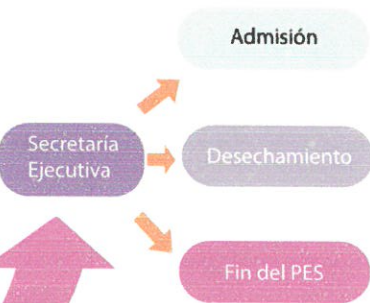 Admisión
Secretaría
Ejecutiva
Desechamiento
Fin del PES